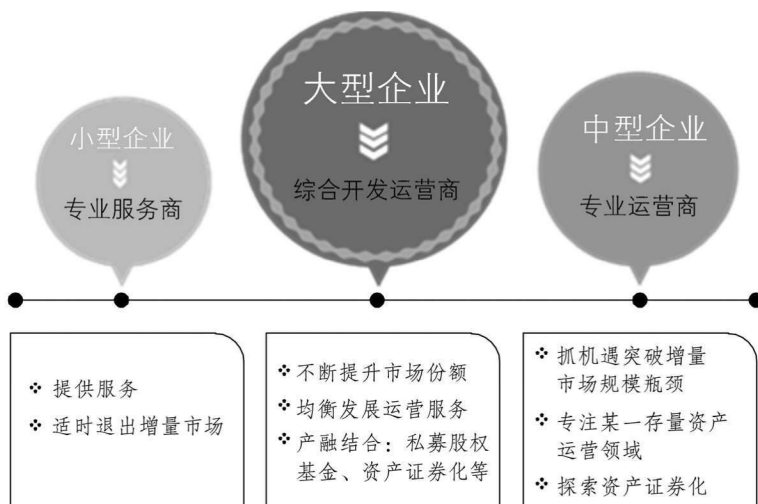 小型企业
专业服务商
大型企业
综合开发运营商
中型企业
专业运营商
❖ 提供服务
❖ 适时退出增量市场
❖ 不断提升市场份额
❖ 均衡发展运营服务
❖ 产融结合：私募股权
基金、资产证券化等
❖ 抓机遇突破增量
市场规模瓶颈
❖ 专注某一存量资产
运营领域
❖ 探索资产证券化